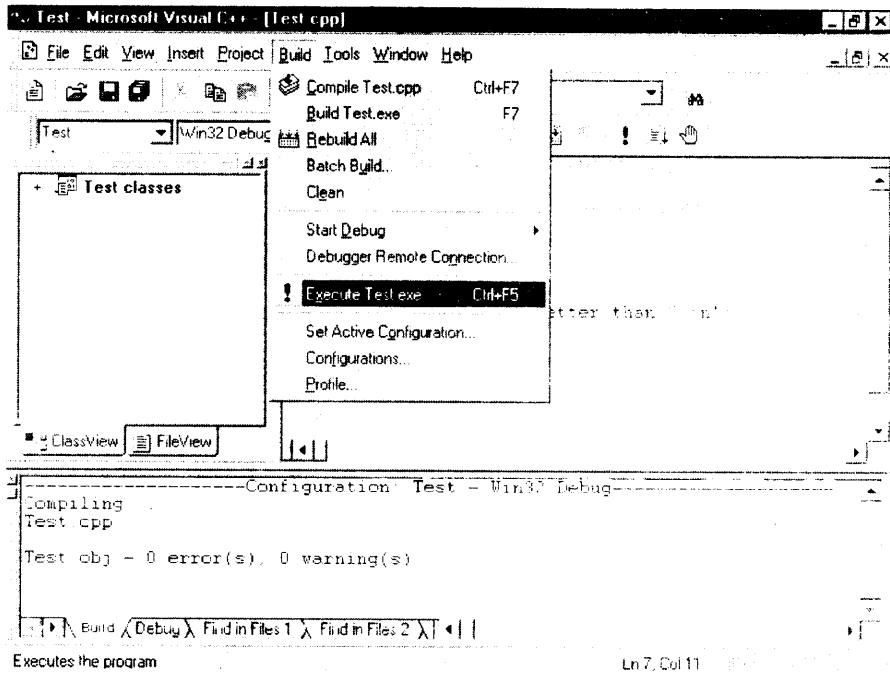 Test - Microsoft Visual C++ - [Test cpp]
File Edit View Insert Project Build Tools Window Help
Compile Test.cpp Ctrl+F7
Build Test.exe F7
Test Win32 Debug
Rebuild All
Batch Build...
Clean
Test classes
Start Debug
Debugger Remote Connection...
Execute Test.exe Ctrl+F5
etter than
Set Active Configuration...
Configurations...
Profile...
ClassView FileView
--------------------Configuration: Test - Win32 Debug--------------------
Compiling
Test cpp
Test obj - 0 error(s), 0 warning(s)
Build Debug Find in Files 1 Find in Files 2
Executes the program Ln 7, Col 11